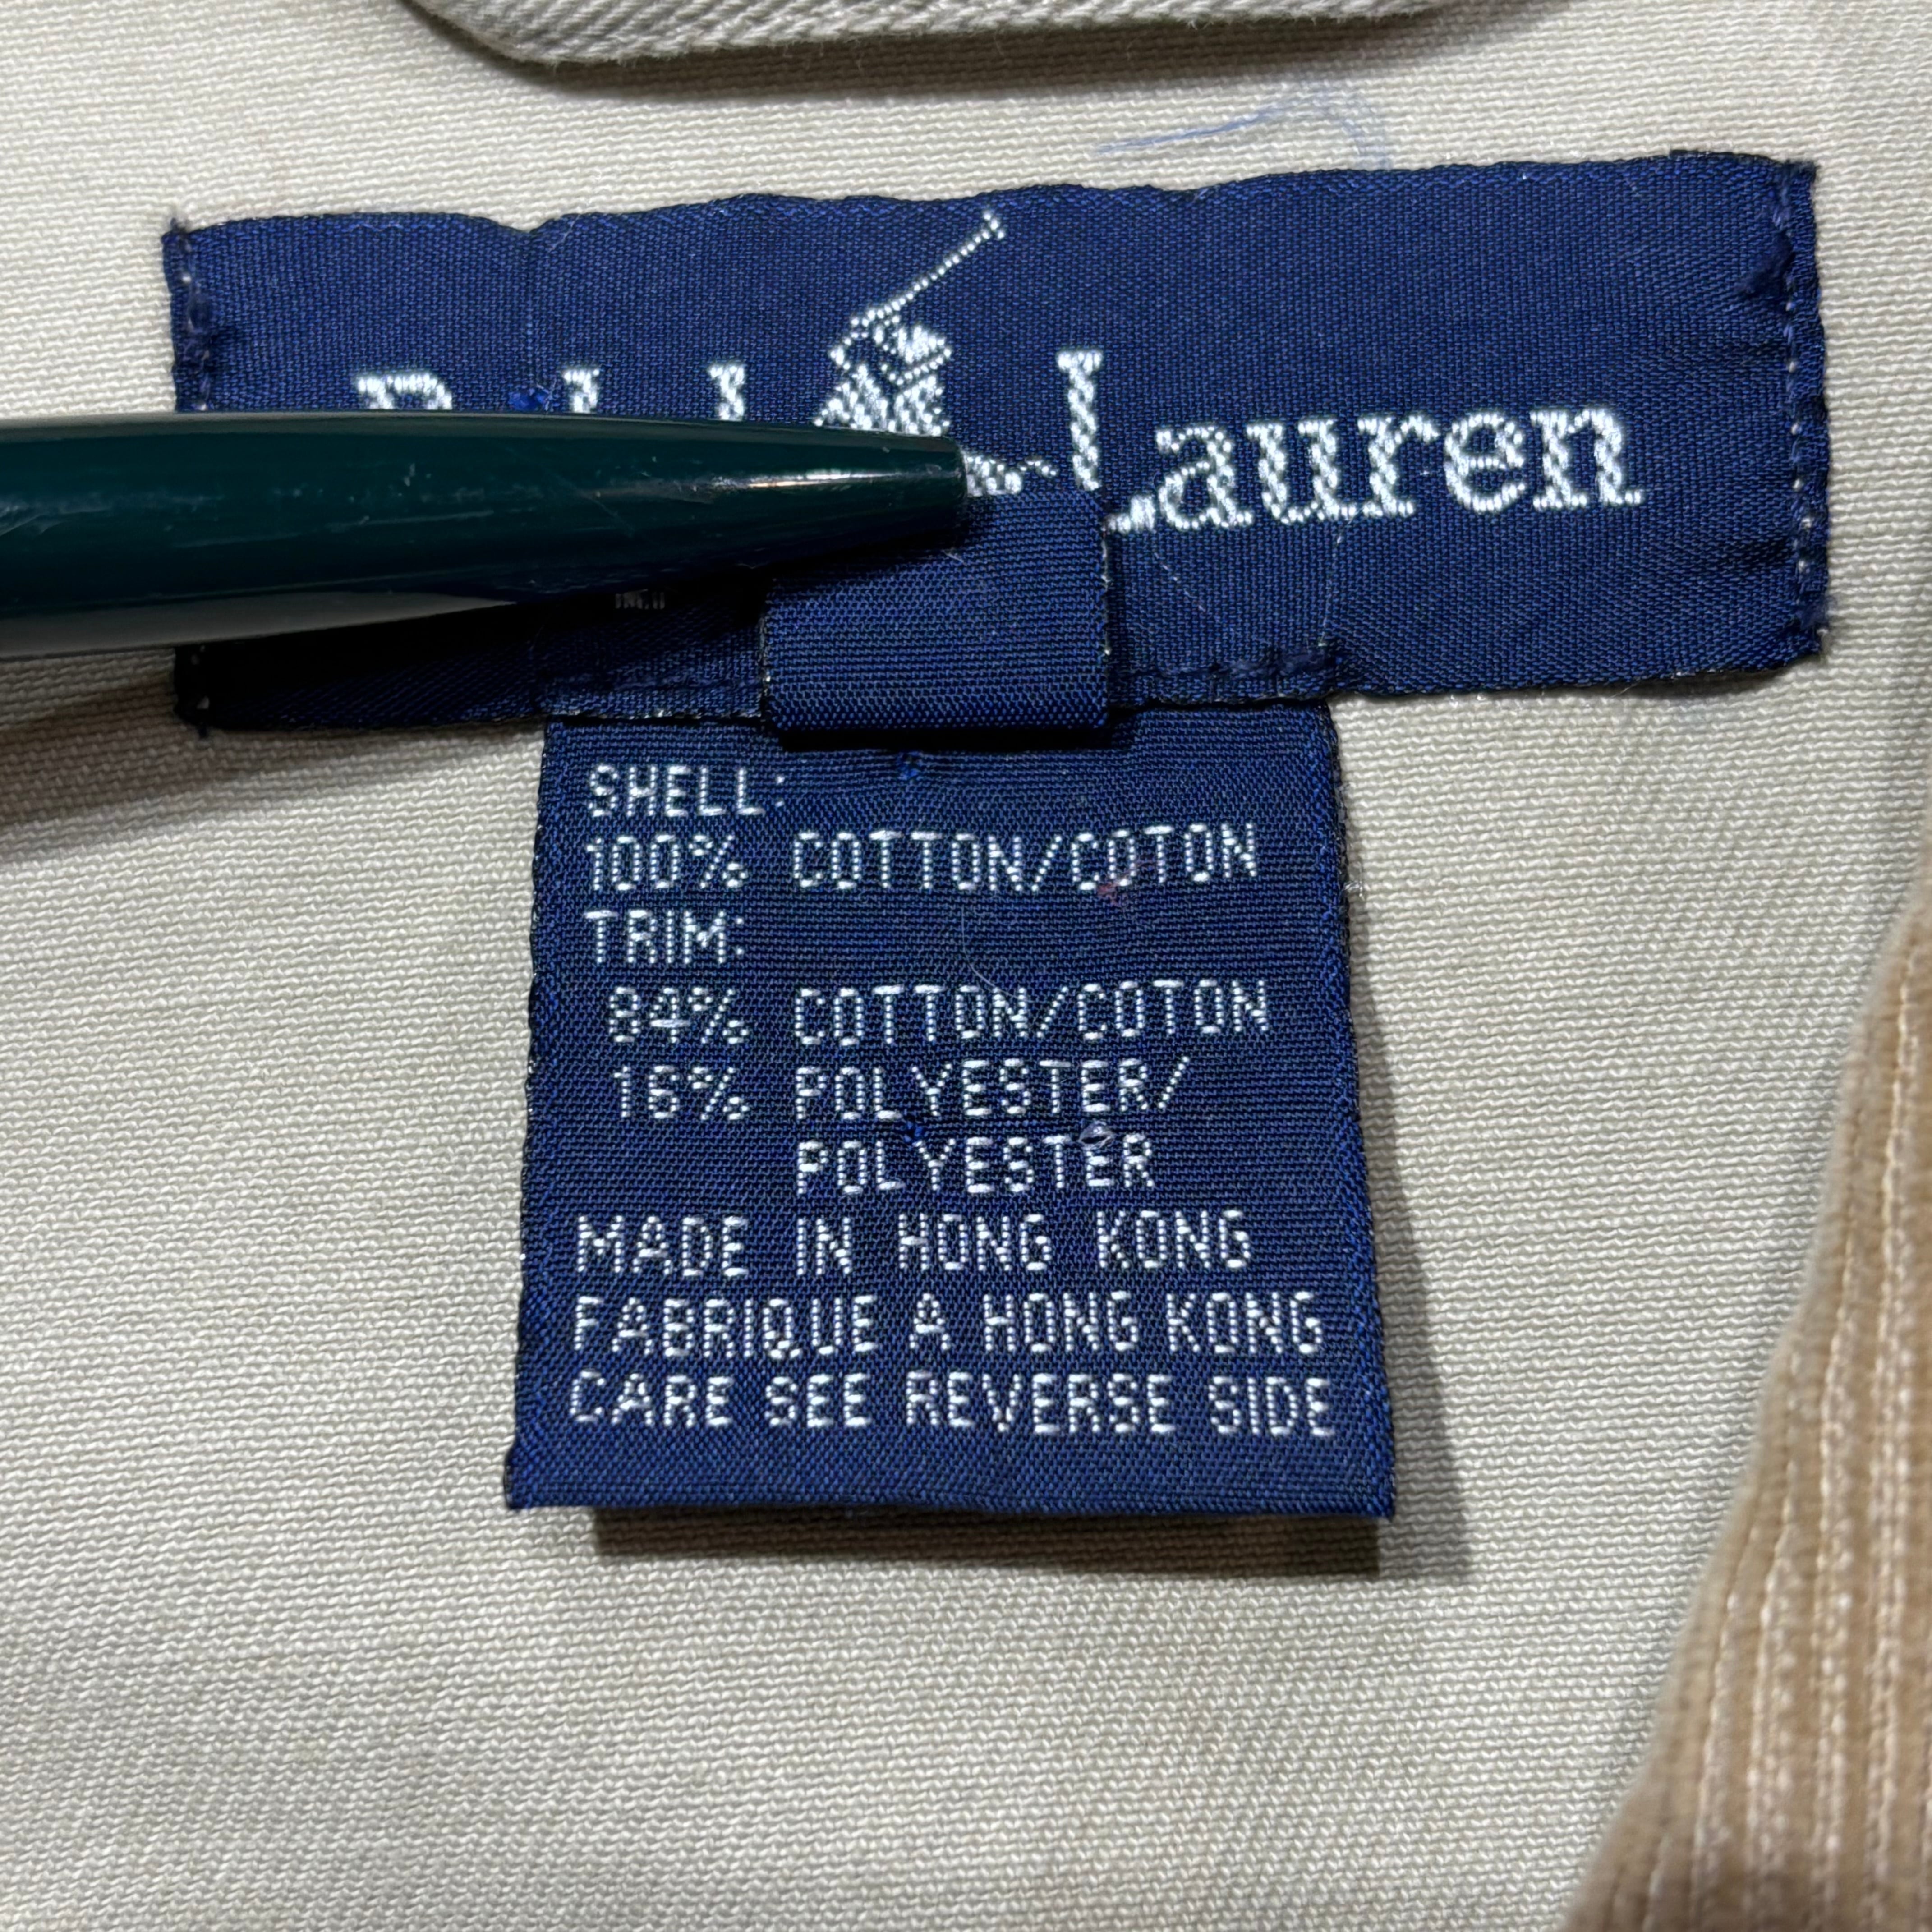 Lauren
SHELL:
100% COTTON/COTON
TRIM:
84% COTTON/COTON
16% POLYESTER/
POLYESTER
MADE IN HONG KONG
FABRIQUE A HONG KONG
CARE SEE REVERSE SIDE